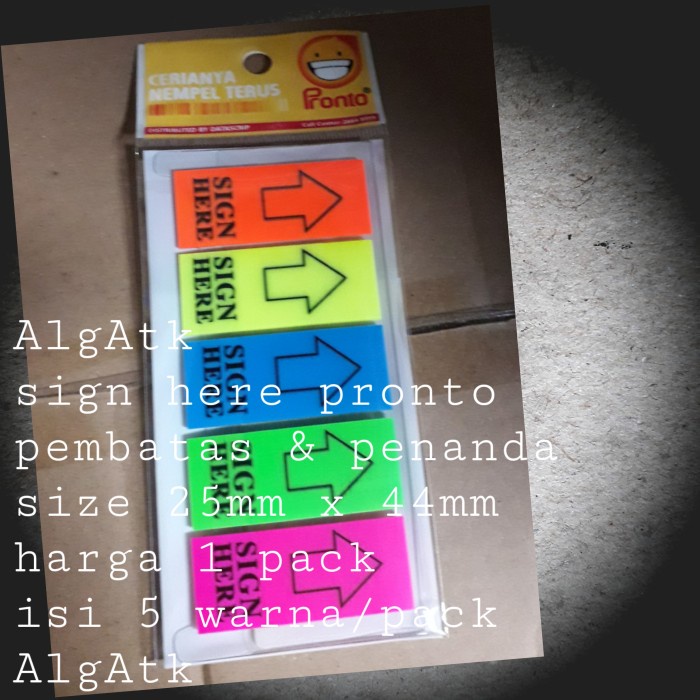 CERIANYA
NEMPEL TERUS
Pronto
SIGN
HERE
SIGN
HERE
SIGN
HERE
SIGN
HERE
SIGN
HERE
AlgAtk
sign here pronto
pembatas & penanda
size 25mm x 44mm
harga 1 pack
isi 5 warna/pack
AlgAtk